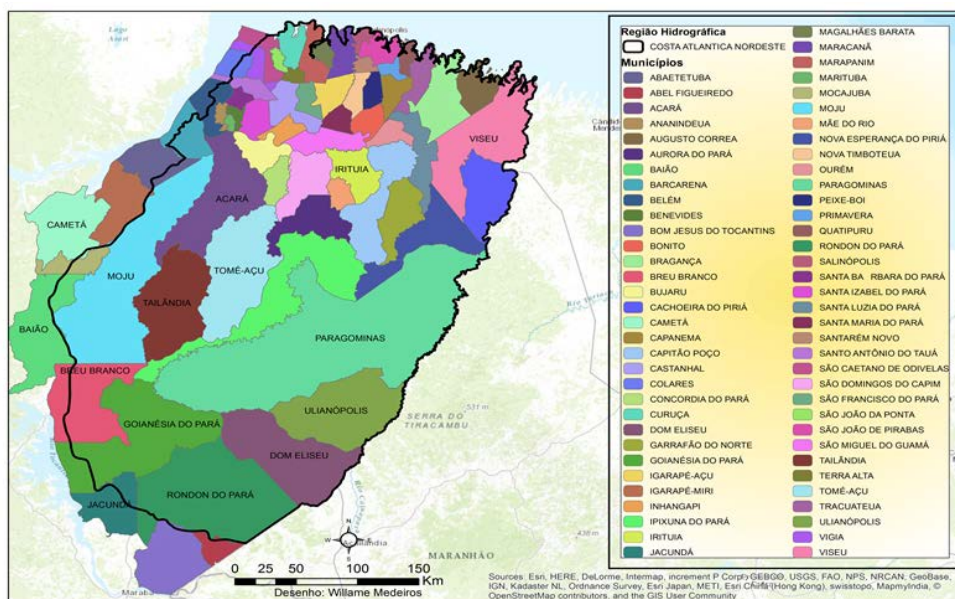 Região Hidrográfica
COSTA ATLANTICA NORDESTE
Municípios
ABAETETUBA
ABEL FIGUEIREDO
ACARÁ
ANANINDEUA
AUGUSTO CORREA
AURORA DO PARÁ
BAIÃO
BARCARENA
BELÉM
BENEVIDES
BOM JESUS DO TOCANTINS
BONITO
BRAGANÇA
BREU BRANCO
BUJARU
CACHOEIRA DO PIRIÁ
CAMETÁ
CAPANEMA
CAPITÃO POÇO
CASTANHAL
COLARES
CONCORDIA DO PARÁ
CURUÇA
DOM ELISEU
GARRAFÃO DO NORTE
GOIANÉSIA DO PARÁ
IGARAPÉ-AÇU
IGARAPÉ-MIRI
INHANGAPI
IPIXUNA DO PARÁ
IRITUIA
JACUNDÁ
MAGALHÃES BARATA
MARACANÃ
MARAPANIM
MARITUBA
MOCAJUBA
MOJU
MÃE DO RIO
NOVA ESPERANÇA DO PIRIÁ
NOVA TIMBOTEUA
OURÉM
PARAGOMINAS
PEIXE-BOI
PRIMAVERA
QUATIPURU
RONDON DO PARÁ
SALINÓPOLIS
SANTA BA RBARA DO PARÁ
SANTA IZABEL DO PARÁ
SANTA LUZIA DO PARÁ
SANTA MARIA DO PARÁ
SANTARÉM NOVO
SANTO ANTÔNIO DO TAUÁ
SÃO CAETANO DE ODIVELAS
SÃO DOMINGOS DO CAPIM
SÃO FRANCISCO DO PARÁ
SÃO JOÃO DA PONTA
SÃO JOÃO DE PIRABAS
SÃO MIGUEL DO GUAMÁ
TAILÂNDIA
TERRA ALTA
TOMÉ-AÇU
TRACUATEUA
ULIANÓPOLIS
VIGIA
VISEU
VISEU
IRITUIA
ACARÁ
CAMETÁ
MOJU
TOMÉ-AÇU
TAILÂNDIA
BAIÃO
PARAGOMINAS
BREU BRANCO
ULIANÓPOLIS
GOIANÉSIA DO PARÁ
SERRA DO
TIRACAMBU
DOM ELISEU
RONDON DO PARÁ
JACUNDÁ
N
W E
S
MARANHÃO
0 25 50 100 150
Km
Desenho: Willame Medeiros
Sources: Esri, HERE, DeLorme, Intermap, increment P Corp., GEBCO, USGS, FAO, NPS, NRCAN, GeoBase,
IGN, Kadaster NL, Ordnance Survey, Esri Japan, METI, Esri China (Hong Kong), swisstopo, MapmyIndia, ©
OpenStreetMap contributors, and the GIS User Community